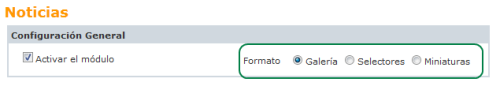 Noticias
Configuración General
Activar el módulo Formato Galería Selectores Miniaturas